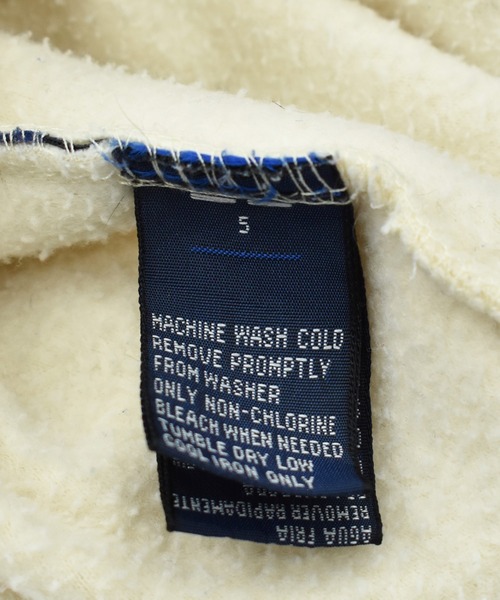 5
MACHINE WASH COLD
REMOVE PROMPTLY
FROM WASHER
ONLY NON-CHLORINE
BLEACH WHEN NEEDED
TUMBLE DRY LOW
COOL IRON ONLY
REMOVER RAPIDAMENTE
AGUA FRIA